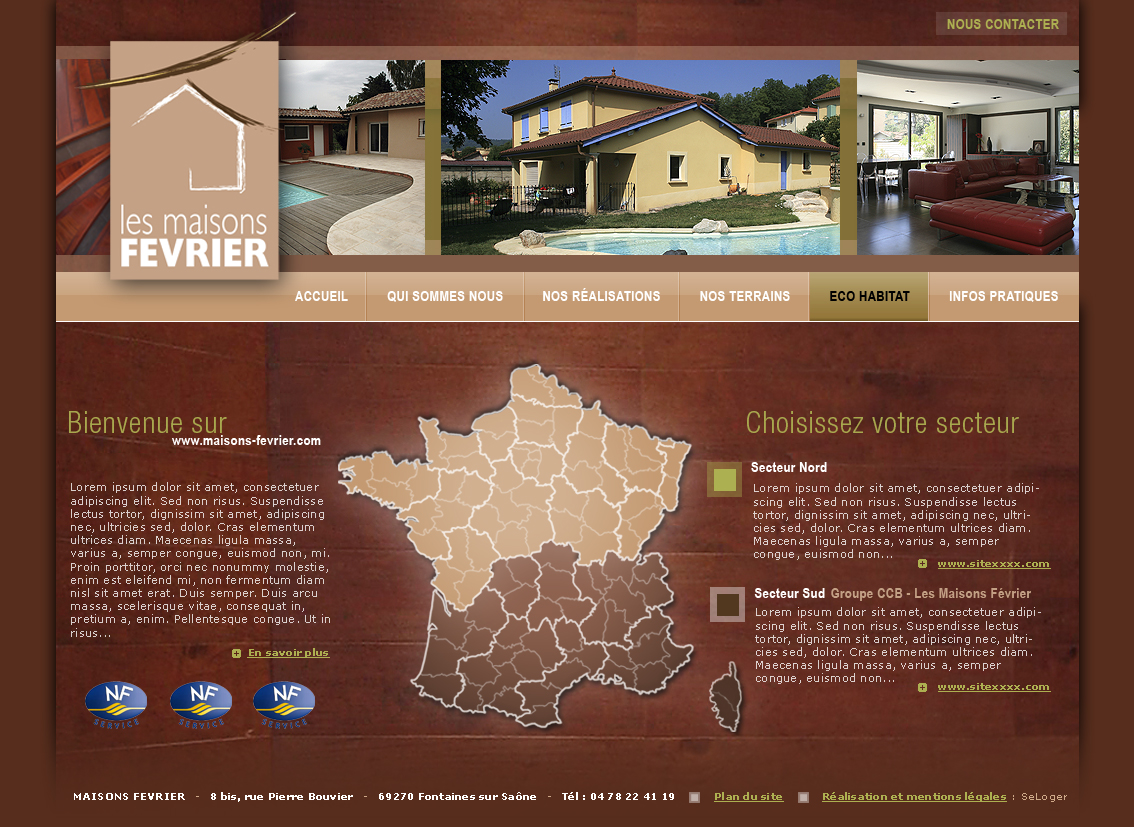 NOUS CONTACTER
les maisons
FEVRIER
ACCUEIL
QUI SOMMES NOUS
NOS RÉALISATIONS
NOS TERRAINS
ECO HABITAT
INFOS PRATIQUES
Bienvenue sur
www.maisons-fevrier.com
Lorem ipsum dolor sit amet, consectetuer
adipiscing elit. Sed non risus. Suspendisse
lectus tortor, dignissim sit amet, adipiscing
nec, ultricies sed, dolor. Cras elementum
ultrices diam. Maecenas ligula massa,
varius a, semper congue, euismod non, mi.
Proin porttitor, orci nec nonummy molestie,
enim est eleifend mi, non fermentum diam
nisl sit amet erat. Duis semper. Duis arcu
massa, scelerisque vitae, consequat in,
pretium a, enim. Pellentesque congue. Ut in
risus...
En savoir plus
NF
SERVICE
NF
SERVICE
NF
SERVICE
Choisissez votre secteur
Secteur Nord
Lorem ipsum dolor sit amet, consectetuer adipi-
scing elit. Sed non risus. Suspendisse lectus
tortor, dignissim sit amet, adipiscing nec, ultri-
cies sed, dolor. Cras elementum ultrices diam.
Maecenas ligula massa, varius a, semper
congue, euismod non...
www.sitexxxx.com
Secteur Sud Groupe CCB - Les Maisons Février
Lorem ipsum dolor sit amet, consectetuer adipi-
scing elit. Sed non risus. Suspendisse lectus
tortor, dignissim sit amet, adipiscing nec, ultri-
cies sed, dolor. Cras elementum ultrices diam.
Maecenas ligula massa, varius a, semper
congue, euismod non...
www.sitexxxx.com
MAISONS FEVRIER - 8 bis, rue Pierre Bouvier - 69270 Fontaines sur Saône - Tél : 04 78 22 41 19 Plan du site Réalisation et mentions légales : SeLoger